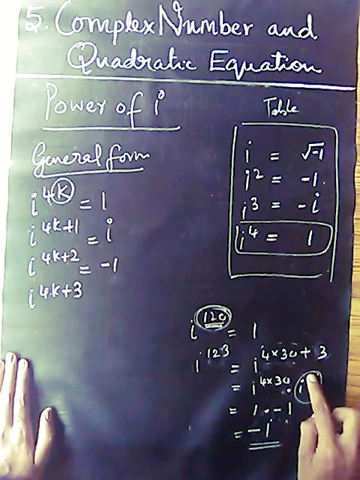 5. Complex Number and
Quadratic Equation
Power of i
General form
i^4k = 1
i^4k+1 = i
i^4k+2 = -1
i^4k+3
Table
i = √-1
i² = -1.
i³ = -i
i⁴ = 1
i^120 = 1
i^123 = i^4×30+3
= i^4×30 . i
= 1 . -i
= -i